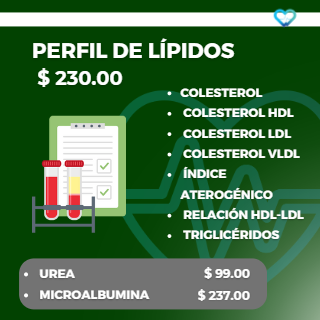 PERFIL DE LÍPIDOS
$ 230.00
• COLESTEROL
• COLESTEROL HDL
• COLESTEROL LDL
• COLESTEROL VLDL
• ÍNDICE
ATEROGÉNICO
• RELACIÓN HDL-LDL
• TRIGLICÉRIDOS
• UREA $ 99.00
• MICROALBUMINA $ 237.00